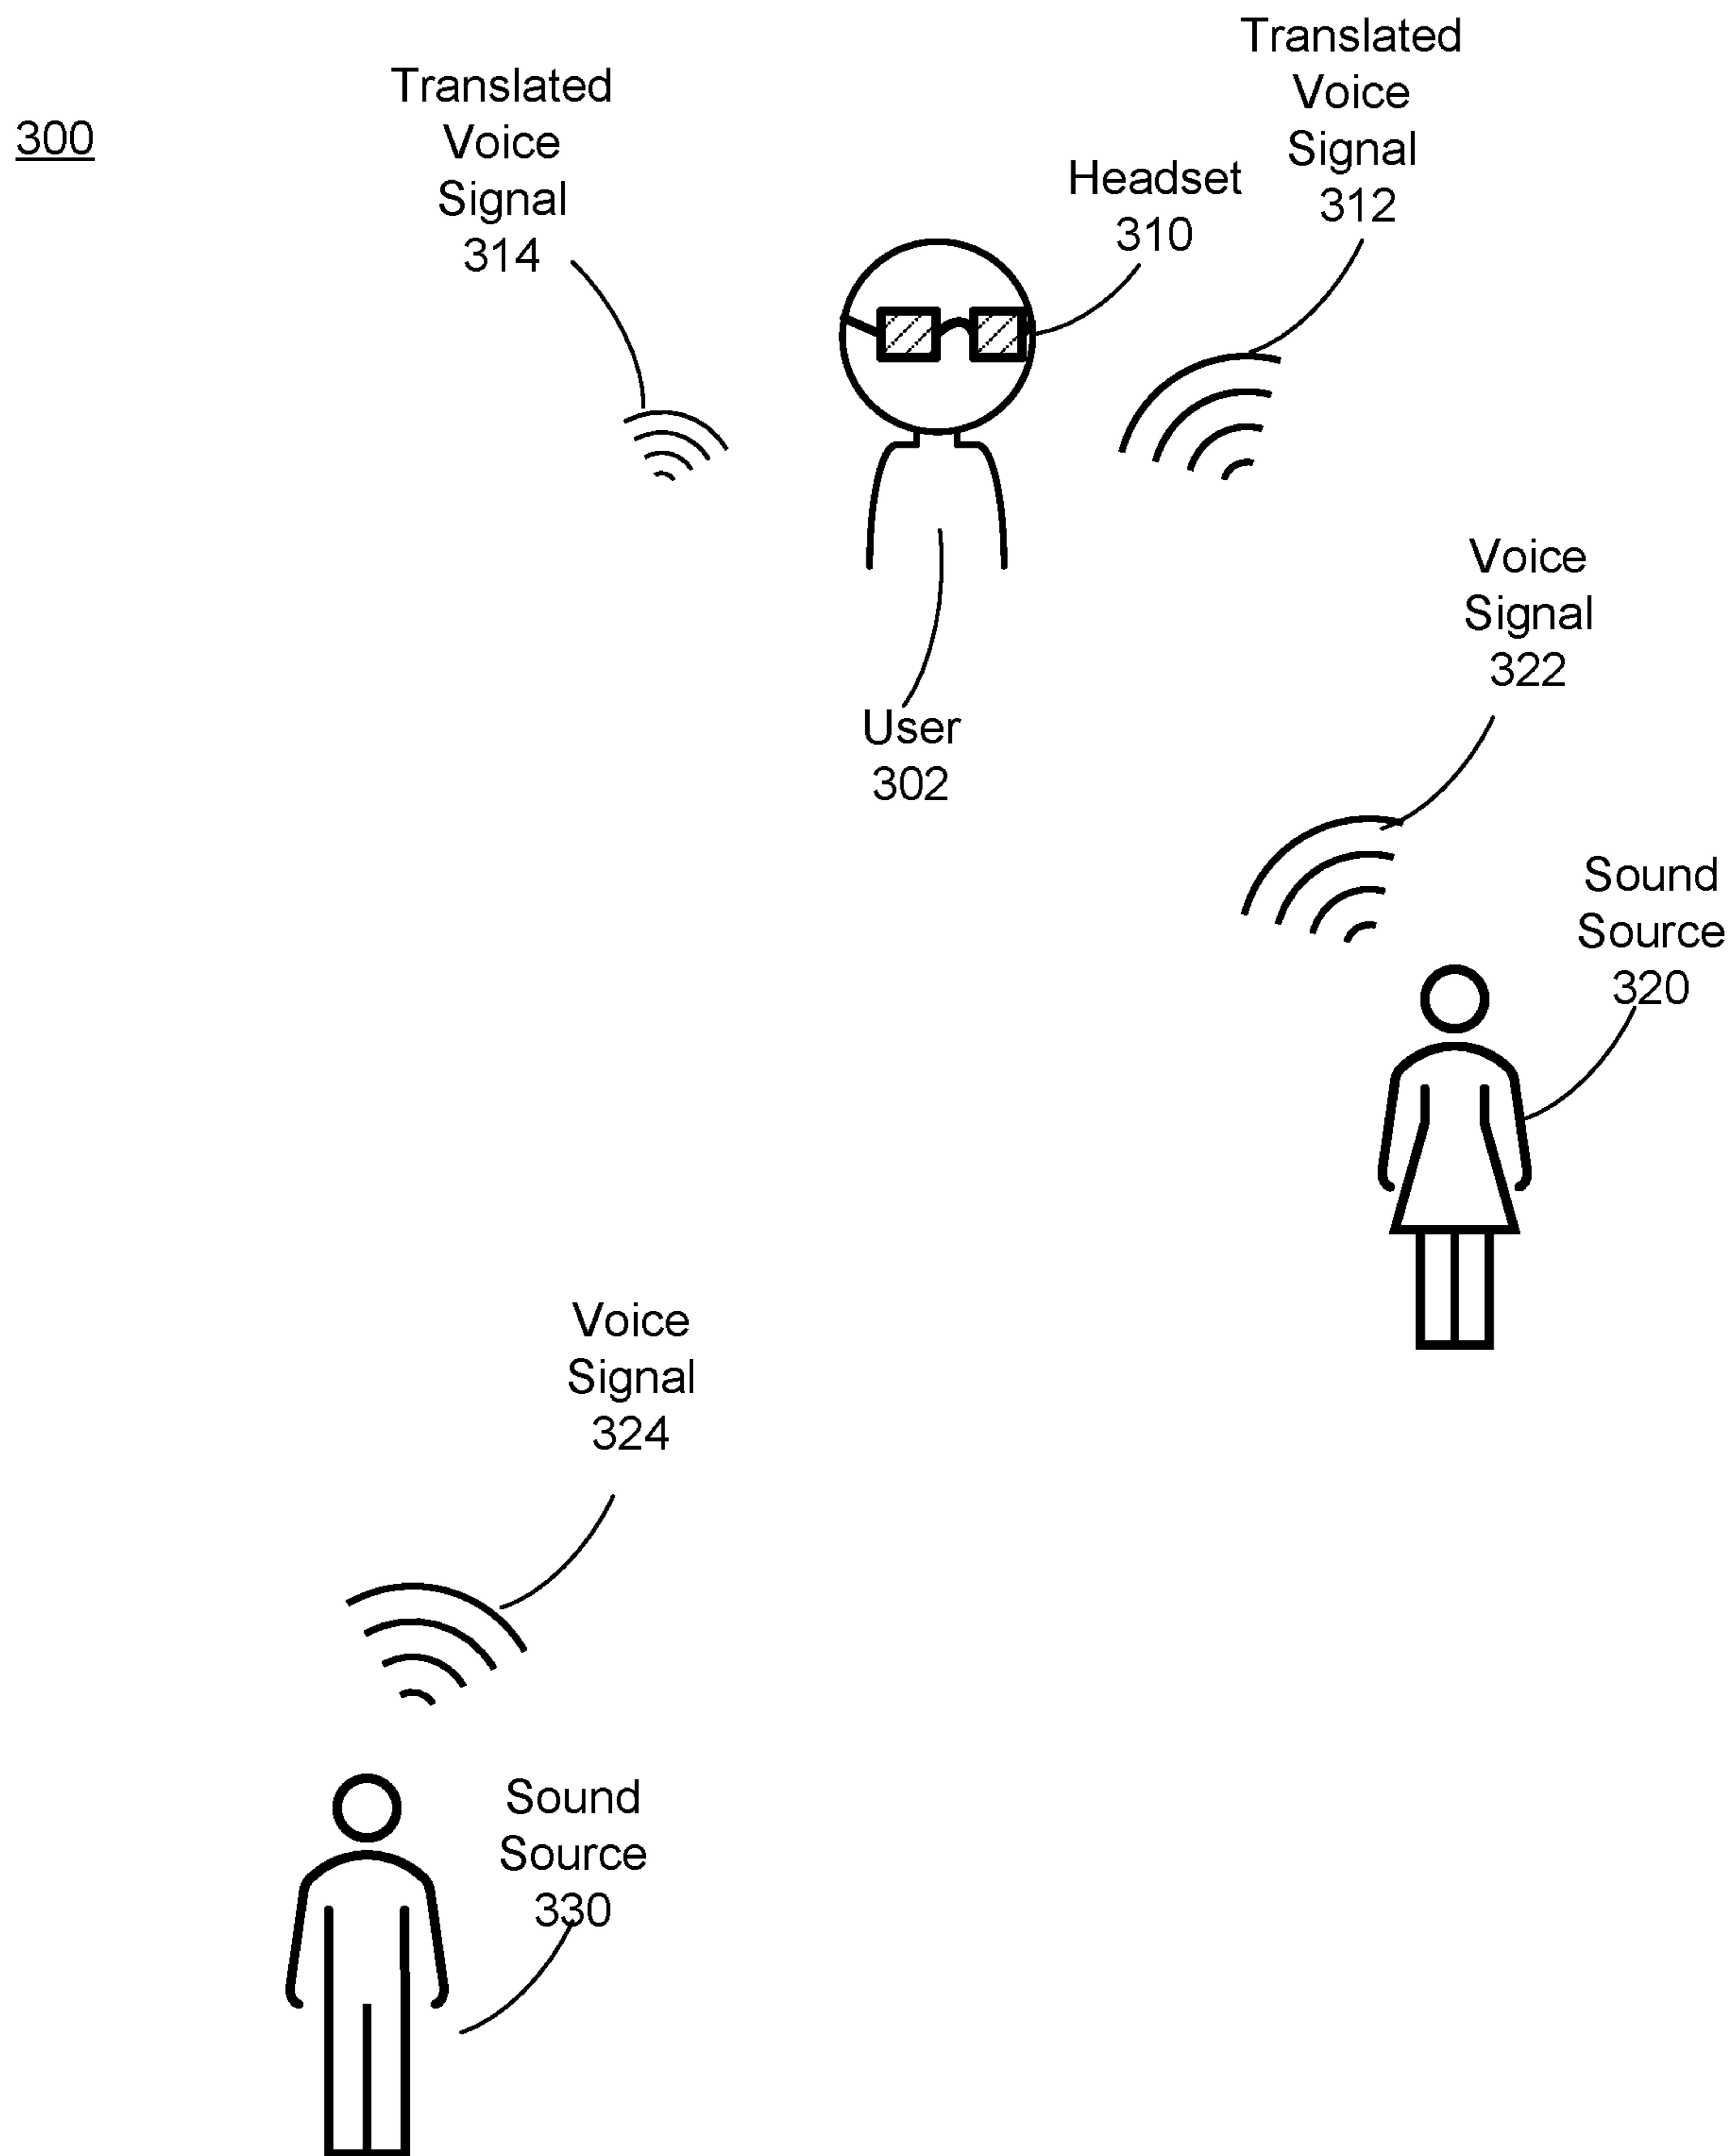 300
Translated
Voice
Signal
314
Headset
310
Translated
Voice
Signal
312
User
302
Voice
Signal
322
Sound
Source
320
Voice
Signal
324
Sound
Source
330